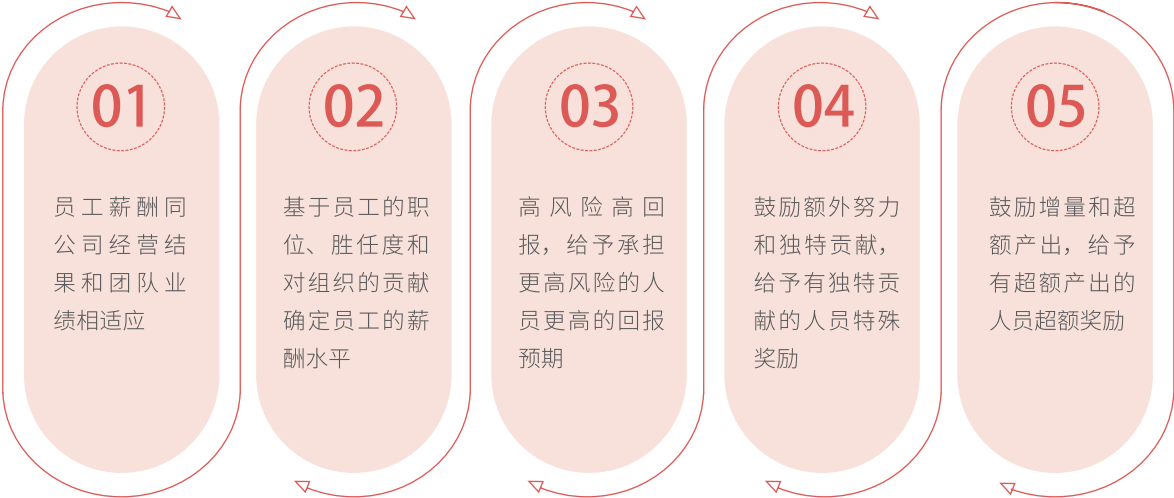 01
员工薪酬同
公司经营结
果和团队业
绩相适应
02
基于员工的职
位、胜任度和
对组织的贡献
确定员工的薪
酬水平
03
高风险高回
报，给予承担
更高风险的人
员更高的回报
预期
04
鼓励额外努力
和独特贡献，
给予有独特贡
献的人员特殊
奖励
05
鼓励增量和超
额产出，给予
有超额产出的
人员超额奖励